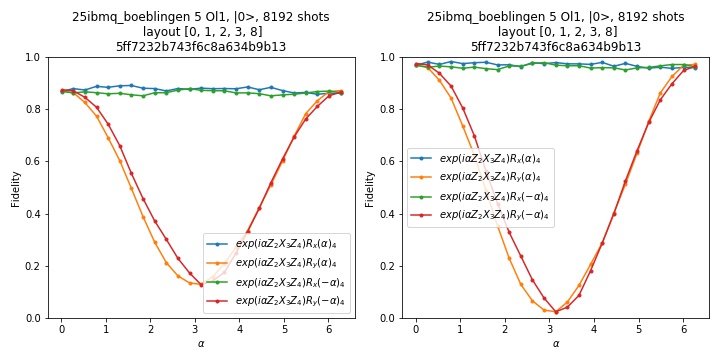 25ibmq_boeblingen 5 Ol1, |0>, 8192 shots
layout [0, 1, 2, 3, 8]
5ff7232b743f6c8a634b9b13
Fidelity
1.0
0.8
0.6
0.4
0.2
0.0
exp(iαZ₂X₃Z₄)Rₓ(α)₄
exp(iαZ₂X₃Z₄)R_y(α)₄
exp(iαZ₂X₃Z₄)Rₓ(−α)₄
exp(iαZ₂X₃Z₄)R_y(−α)₄
0 1 2 3 4 5 6
α
25ibmq_boeblingen 5 Ol1, |0>, 8192 shots
layout [0, 1, 2, 3, 8]
5ff7232b743f6c8a634b9b13
Fidelity
1.0
0.8
0.6
0.4
0.2
0.0
exp(iαZ₂X₃Z₄)Rₓ(α)₄
exp(iαZ₂X₃Z₄)R_y(α)₄
exp(iαZ₂X₃Z₄)Rₓ(−α)₄
exp(iαZ₂X₃Z₄)R_y(−α)₄
0 1 2 3 4 5 6
α